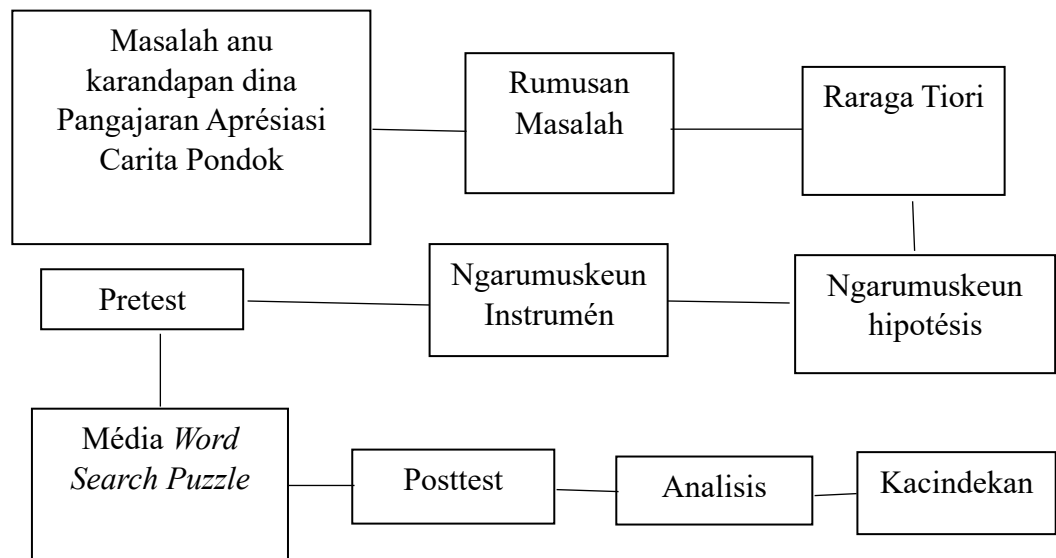 Masalah anu
karandapan dina
Pangajaran Aprésiasi
Carita Pondok
Rumusan
Masalah
Raraga Tiori
Ngarumuskeun
hipotésis
Ngarumuskeun
Instrumén
Pretest
Média Word
Search Puzzle
Posttest
Analisis
Kacindekan